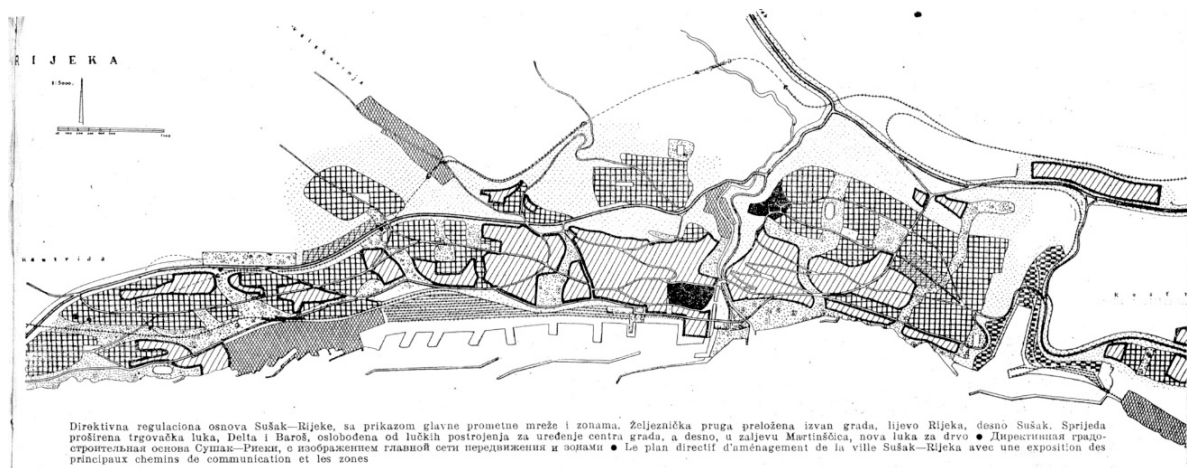 RIJEKA
1:5000.
Direktivna regulaciona osnova Sušak—Rijeke, sa prikazom glavne prometne mreže i zonama. Željeznička pruga preložena izvan grada, lijevo Rijeka, desno Sušak. Sprijeda
proširena trgovačka luka, Delta i Baroš, oslobođena od lučkih postrojenja za uređenje centra grada, a desno, u zaljevu Martinšćica, nova luka za drvo ● Директивная градо-
строительная основа Сушак—Риеки, с изображением главной сети передвижения и зонами ● Le plan directif d'aménagement de la ville Sušak—Rijeka avec une exposition des
principaux chemins de communication et les zones